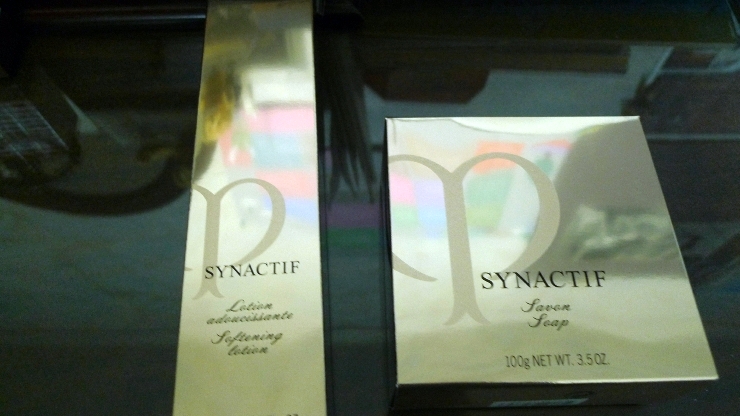 SYNACTIF
Lotion
adoucissante
Softening
lotion
SYNACTIF
Savon
Soap
100g NET WT. 3.5 OZ.